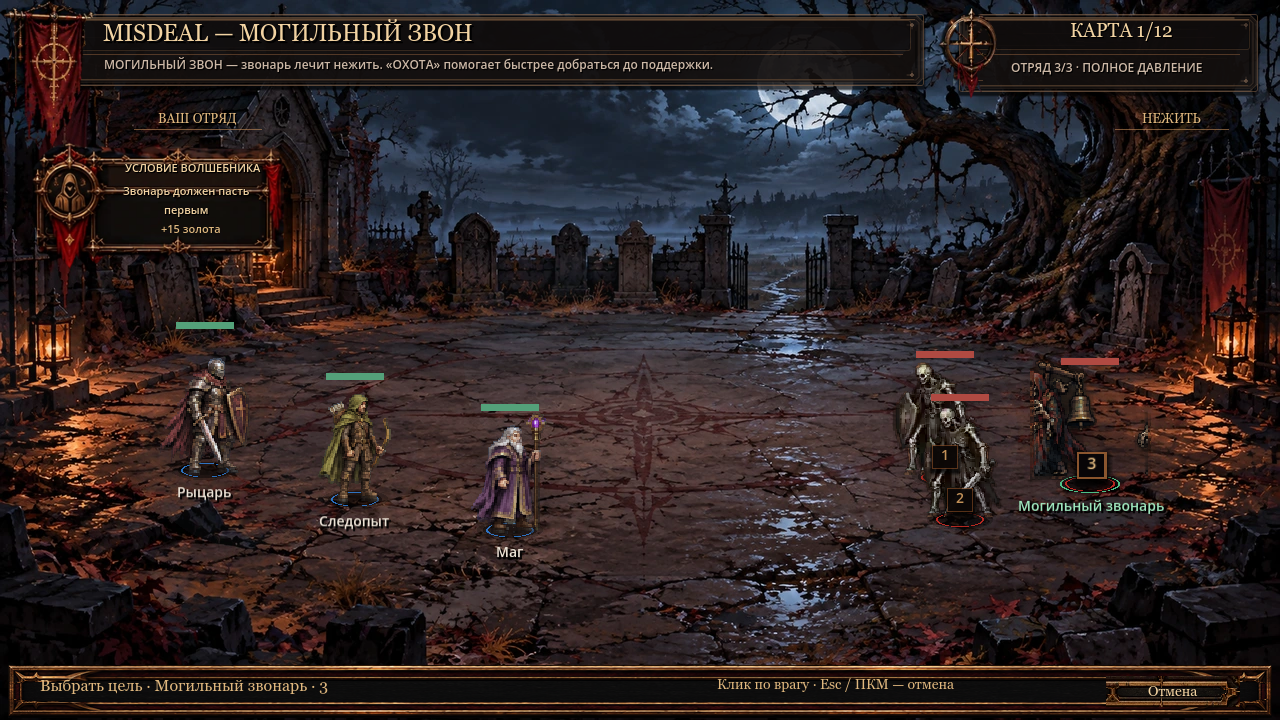 MISDEAL — МОГИЛЬНЫЙ ЗВОН
МОГИЛЬНЫЙ ЗВОН — звонарь лечит нежить. «ОХОТА» помогает быстрее добраться до поддержки.
КАРТА 1/12
ОТРЯД 3/3 · ПОЛНОЕ ДАВЛЕНИЕ
ВАШ ОТРЯД
НЕЖИТЬ
УСЛОВИЕ ВОЛШЕБНИКА
Звонарь должен пасть
первым
+15 золота
1
3
2
Рыцарь
Могильный звонарь
Следопыт
Маг
Выбрать цель · Могильный звонарь · 3
Клик по врагу · Esc / ПКМ — отмена
Отмена